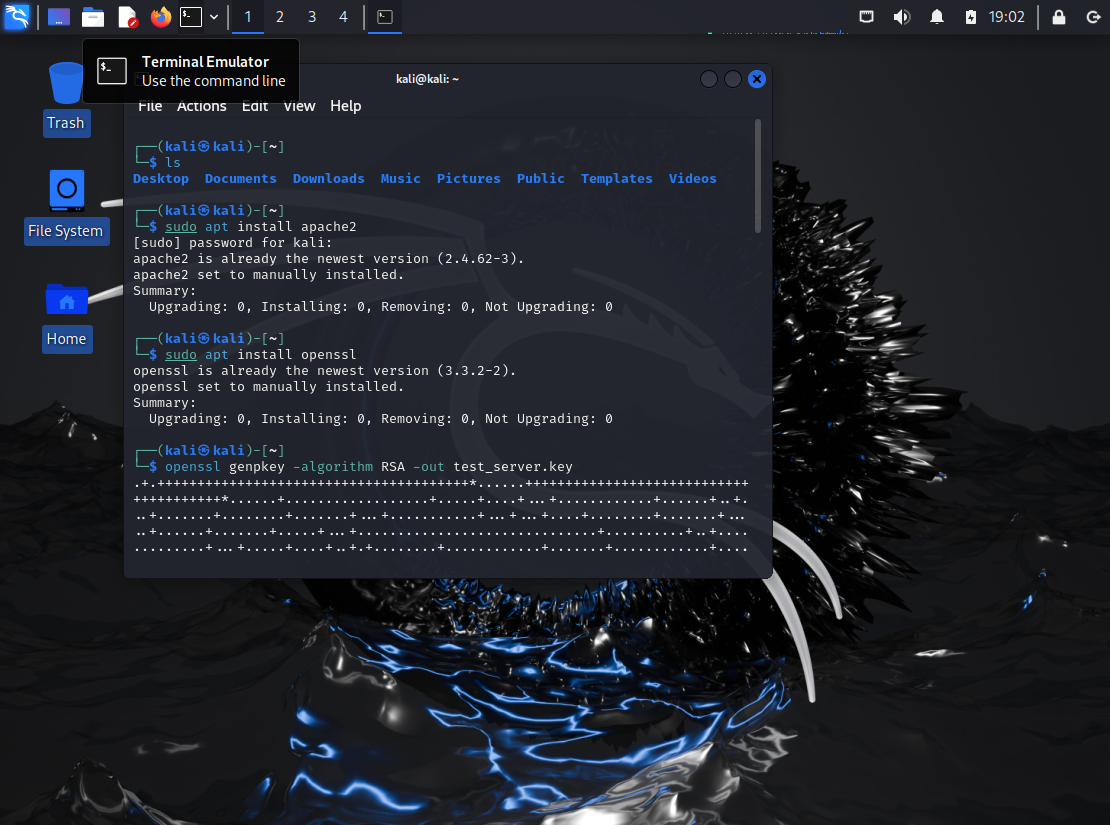 1 2 3 4 19:02
Terminal Emulator
Use the command line
kali@kali: ~
File Actions Edit View Help
Trash
File System
Home
┌──(kali㉿kali)-[~]
└─$ ls
Desktop Documents Downloads Music Pictures Public Templates Videos
┌──(kali㉿kali)-[~]
└─$ sudo apt install apache2
[sudo] password for kali:
apache2 is already the newest version (2.4.62-3).
apache2 set to manually installed.
Summary:
Upgrading: 0, Installing: 0, Removing: 0, Not Upgrading: 0
┌──(kali㉿kali)-[~]
└─$ sudo apt install openssl
openssl is already the newest version (3.3.2-2).
openssl set to manually installed.
Summary:
Upgrading: 0, Installing: 0, Removing: 0, Not Upgrading: 0
┌──(kali㉿kali)-[~]
└─$ openssl genpkey -algorithm RSA -out test_server.key
.+.+++++++++++++++++++++++++++++++++++++++*......++++++++++++++++++++++++++++
++++++++++++*......+..................+.....+....+...+............+......+..+.
..+.......+........+.......+...+...........+...+...+....+........+.......+...
..+......+.......+.....+...+..............................+...........+..+....
.........+...+.....+....+..+.+........+............+.......+............+....